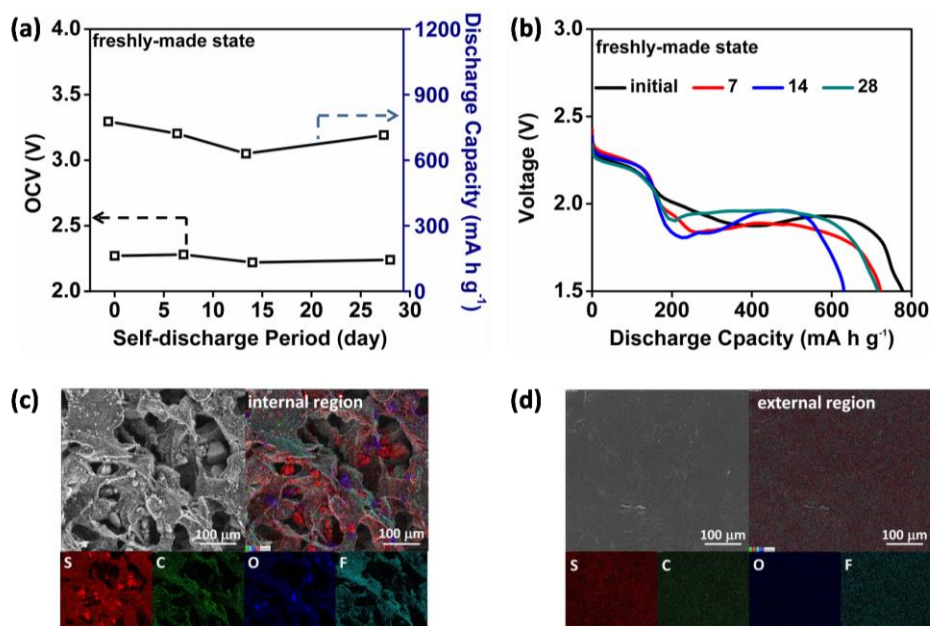 (a)
freshly-made state
OCV (V)
4.0
3.5
3.0
2.5
2.0
0 5 10 15 20 25 30
Self-discharge Period (day)
1200
900
600
300
0
Discharge Capacity (mA h g⁻¹)
(b)
freshly-made state
initial 7 14 28
Voltage (V)
3.0
2.5
2.0
1.5
0 200 400 600 800
Discharge Cpacity (mA h g⁻¹)
(c)
internal region
100 μm 100 μm
S C O F
(d)
external region
100 μm 100 μm
S C O F